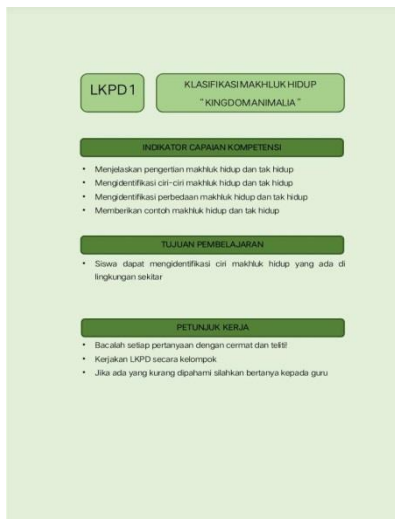 LKPD 1
KLASIFIKASI MAKHLUK HIDUP
"KINGDOM ANIMALIA"
INDIKATOR CAPAIAN KOMPETENSI
• Menjelaskan pengertian makhluk hidup dan tak hidup
• Mengidentifikasi ciri-ciri makhluk hidup dan tak hidup
• Mengidentifikasi perbedaan makhluk hidup dan tak hidup
• Memberikan contoh makhluk hidup dan tak hidup
TUJUAN PEMBELAJARAN
• Siswa dapat mengidentifikasi ciri makhluk hidup yang ada di
lingkungan sekitar
PETUNJUK KERJA
• Bacalah setiap pertanyaan dengan cermat dan teliti!
• Kerjakan LKPD secara kelompok
• Jika ada yang kurang dipahami silahkan bertanya kepada guru